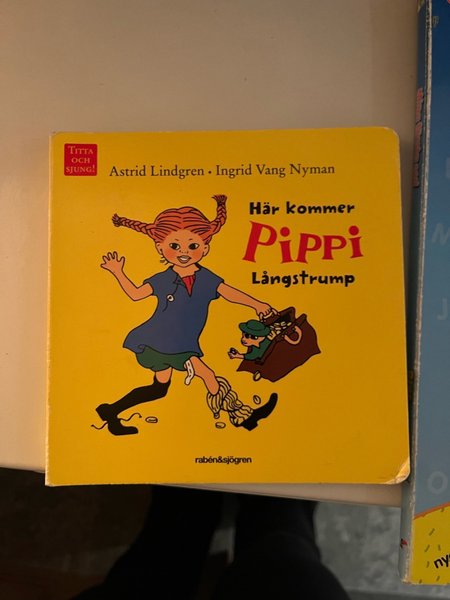 TITTA
OCH
SJUNG!
Astrid Lindgren • Ingrid Vang Nyman
Här kommer
PIPPI
Långstrump
rabén&sjögren